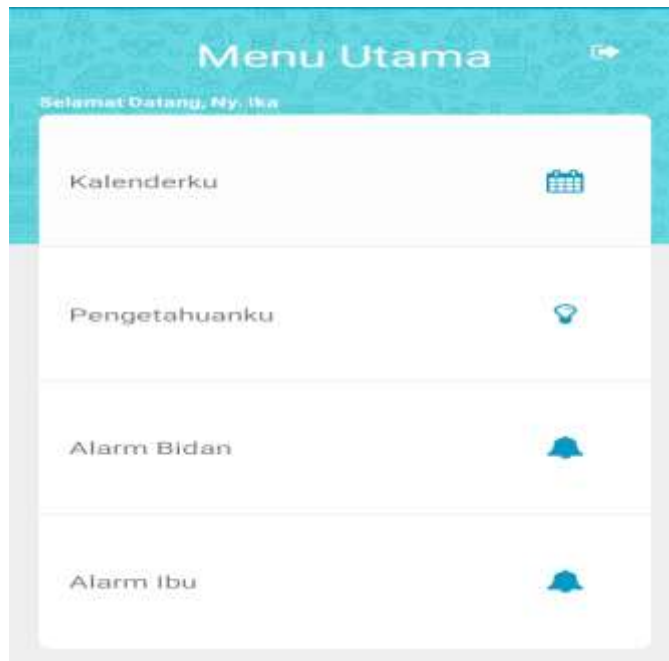 Menu Utama
Selamat Datang, Ny. Ika
Kalenderku
Pengetahuanku
Alarm Bidan
Alarm Ibu